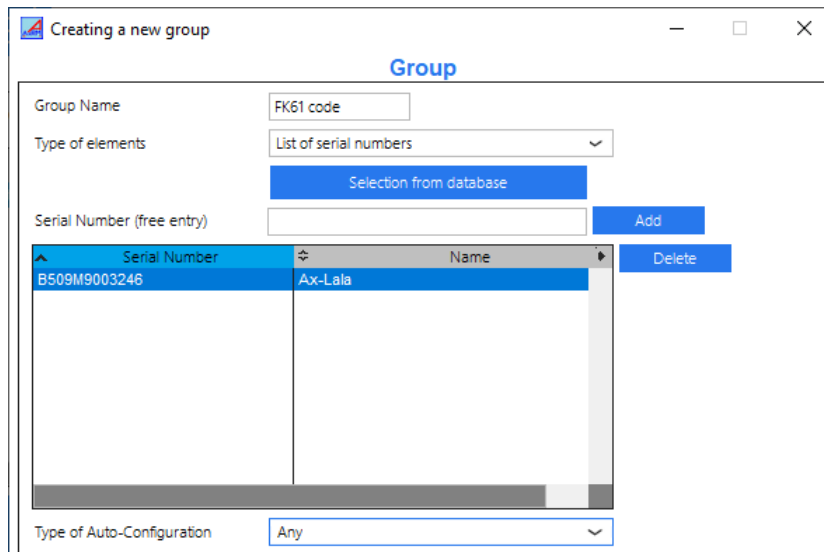 Creating a new group
Group
Group Name FK61 code
Type of elements List of serial numbers
Selection from database
Serial Number (free entry) Add
Serial Number Name Delete
B509M9003246 Ax-Lala
Type of Auto-Configuration Any